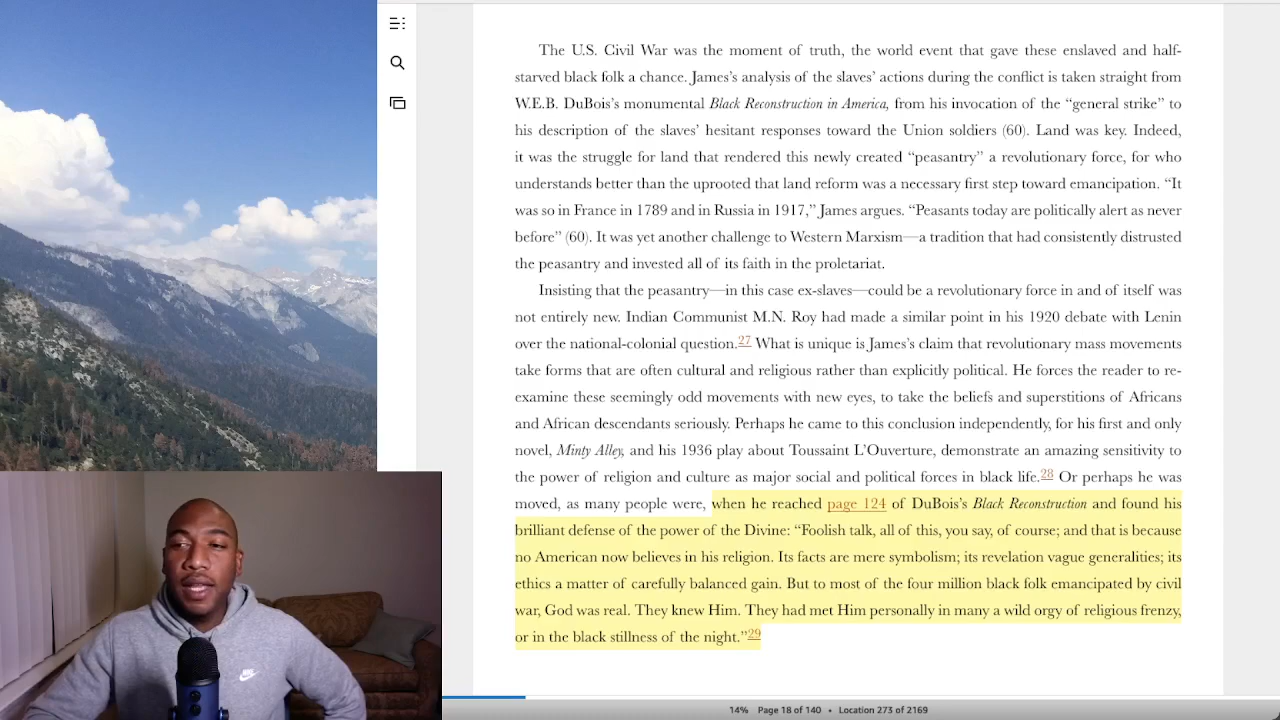 The U.S. Civil War was the moment of truth, the world event that gave these enslaved and half-
starved black folk a chance. James’s analysis of the slaves’ actions during the conflict is taken straight from
W.E.B. DuBois’s monumental Black Reconstruction in America, from his invocation of the “general strike” to
his description of the slaves’ hesitant responses toward the Union soldiers (60). Land was key. Indeed,
it was the struggle for land that rendered this newly created “peasantry” a revolutionary force, for who
understands better than the uprooted that land reform was a necessary first step toward emancipation. “It
was so in France in 1789 and in Russia in 1917,” James argues. “Peasants today are politically alert as never
before” (60). It was yet another challenge to Western Marxism—a tradition that had consistently distrusted
the peasantry and invested all of its faith in the proletariat.
Insisting that the peasantry—in this case ex-slaves—could be a revolutionary force in and of itself was
not entirely new. Indian Communist M.N. Roy had made a similar point in his 1920 debate with Lenin
over the national-colonial question.27 What is unique is James’s claim that revolutionary mass movements
take forms that are often cultural and religious rather than explicitly political. He forces the reader to re-
examine these seemingly odd movements with new eyes, to take the beliefs and superstitions of Africans
and African descendants seriously. Perhaps he came to this conclusion independently, for his first and only
novel, Minty Alley, and his 1936 play about Toussaint L’Ouverture, demonstrate an amazing sensitivity to
the power of religion and culture as major social and political forces in black life.28 Or perhaps he was
moved, as many people were, when he reached page 124 of DuBois’s Black Reconstruction and found his
brilliant defense of the power of the Divine: “Foolish talk, all of this, you say, of course; and that is because
no American now believes in his religion. Its facts are mere symbolism; its revelation vague generalities; its
ethics a matter of carefully balanced gain. But to most of the four million black folk emancipated by civil
war, God was real. They knew Him. They had met Him personally in many a wild orgy of religious frenzy,
or in the black stillness of the night.”29
14% Page 18 of 140 • Location 273 of 2169